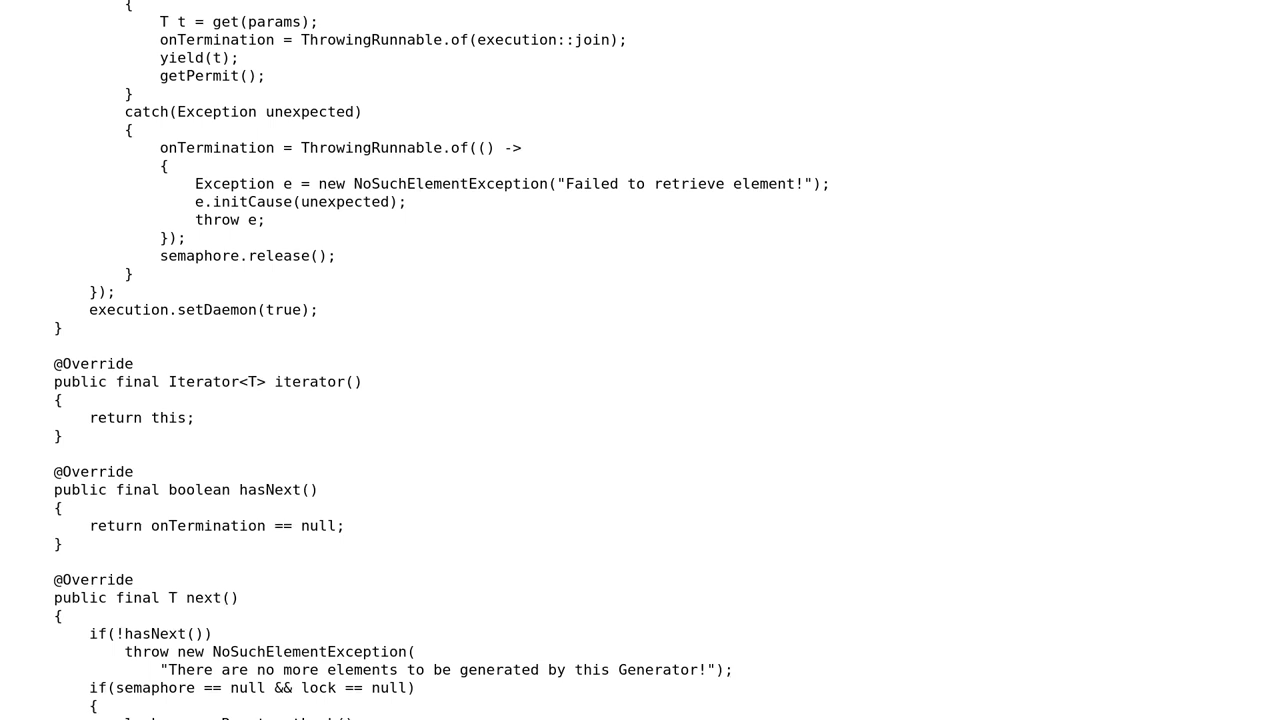 {
T t = get(params);
onTermination = ThrowingRunnable.of(execution::join);
yield(t);
getPermit();
}
catch(Exception unexpected)
{
onTermination = ThrowingRunnable.of(() ->
{
Exception e = new NoSuchElementException("Failed to retrieve element!");
e.initCause(unexpected);
throw e;
});
semaphore.release();
}
});
execution.setDaemon(true);
}
@Override
public final Iterator<T> iterator()
{
return this;
}
@Override
public final boolean hasNext()
{
return onTermination == null;
}
@Override
public final T next()
{
if(!hasNext())
throw new NoSuchElementException(
"There are no more elements to be generated by this Generator!");
if(semaphore == null && lock == null)
{